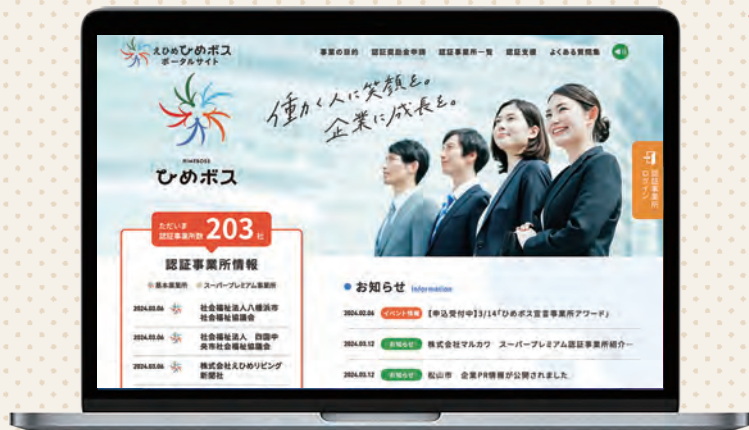 えひめひめボス
ポータルサイト
事業の目的 認証奨励金申請 認証事業所一覧 認証支援 よくある質問集
働く人に笑顔を。
企業に成長を。
HIMEBOSS
ひめボス
認証事業所
ログイン
ただいま
認証事業所数 203 社
認証事業所情報
基本事業所 スーパープレミアム事業所
2024.03.06 社会福祉法人八幡浜市
社会福祉協議会
2024.03.06 社会福祉法人 四国中
央市社会福祉協議会
2024.03.06 株式会社えひめリビング
新聞社
お知らせ Information
2024.02.06 イベント情報 【申込受付中】3/14「ひめボス宣言事業所アワード」
2024.03.12 お知らせ 株式会社マルカワ スーパープレミアム認証事業所紹介…
2024.03.12 お知らせ 松山市 企業PR情報が公開されました